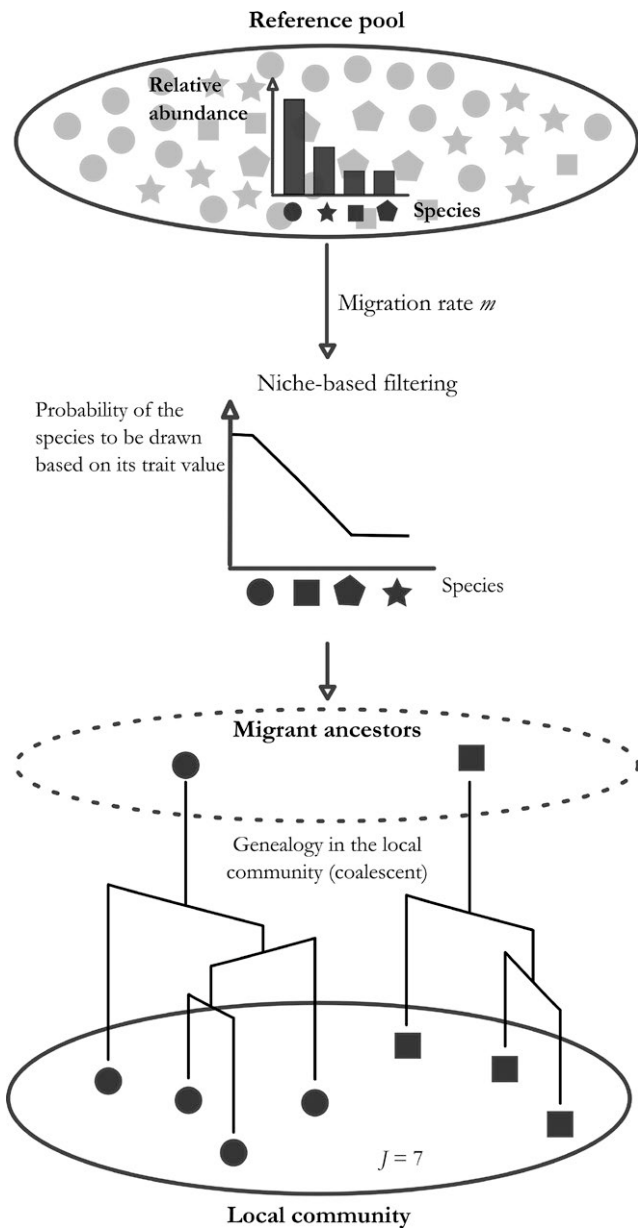 Reference pool
Relative
abundance
Species
Migration rate m
Niche-based filtering
Probability of the
species to be drawn
based on its trait value
Species
Migrant ancestors
Genealogy in the local
community (coalescent)
J = 7
Local community